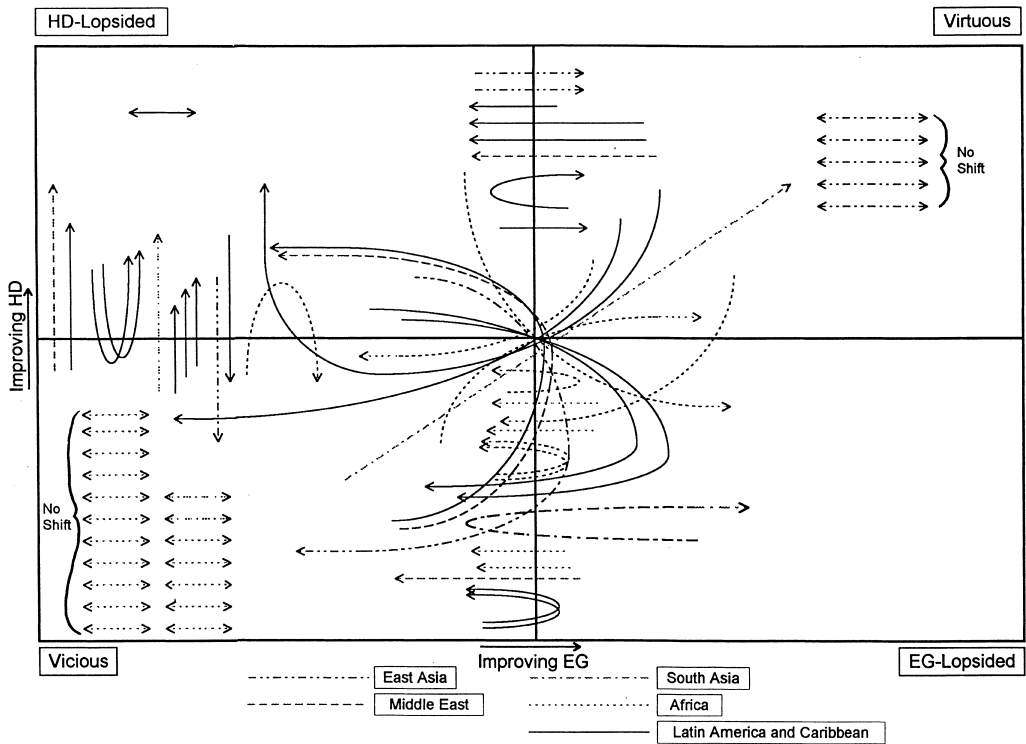 HD-Lopsided
Virtuous
No
Shift
Improving HD
No
Shift
Vicious
Improving EG
EG-Lopsided
East Asia
South Asia
Middle East
Africa
Latin America and Caribbean